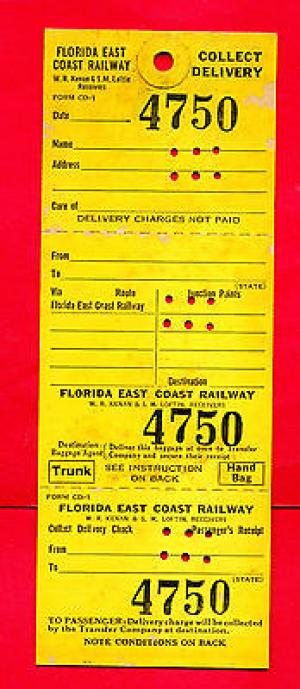 FLORIDA EAST COAST RAILWAY
W. R. Kenan & S. M. Loftin Receivers
COLLECT DELIVERY
FORM CD-1
Date
4750
Name
Address
Care of
DELIVERY CHARGES NOT PAID
From
To
(STATE)
Via Route Junction Points
Florida East Coast Railway
Destination
FLORIDA EAST COAST RAILWAY
W. R. KENAN & S. M. LOFTIN, RECEIVERS
4750
Destination Baggage Agent Deliver this baggage at once to Transfer Company and secure their receipt
Trunk
SEE INSTRUCTION ON BACK
Hand Bag
FORM CD-1
FLORIDA EAST COAST RAILWAY
W. R. KENAN & S. M. LOFTIN, RECEIVERS
Collect Delivery Check Passenger's Receipt
From
To
(STATE)
4750
TO PASSENGER: Delivery charge will be collected
by the Transfer Company at destination.
NOTE CONDITIONS ON BACK